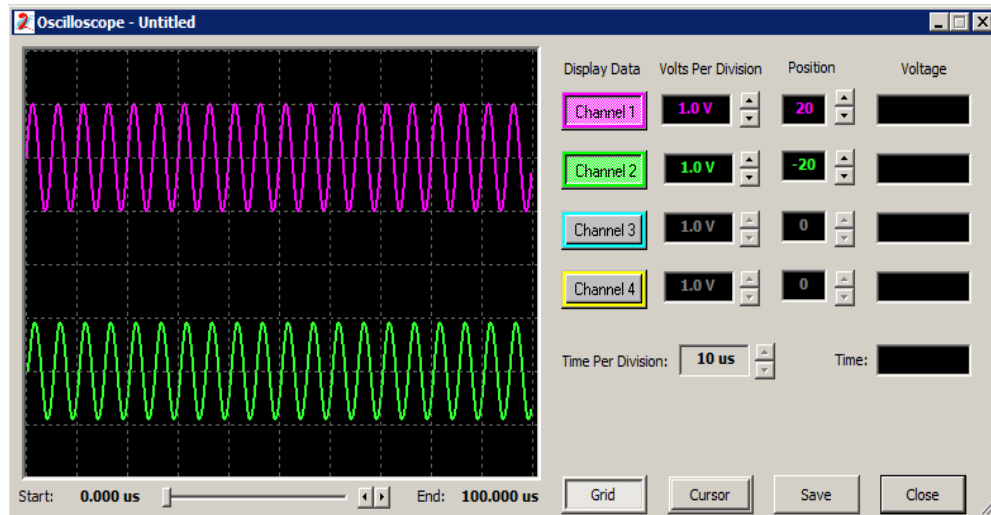 Oscilloscope - Untitled
Display Data Volts Per Division Position Voltage
Channel 1 1.0 V 20
Channel 2 1.0 V -20
Channel 3 1.0 V 0
Channel 4 1.0 V 0
Time Per Division: 10 us Time:
Start: 0.000 us End: 100.000 us Grid Cursor Save Close